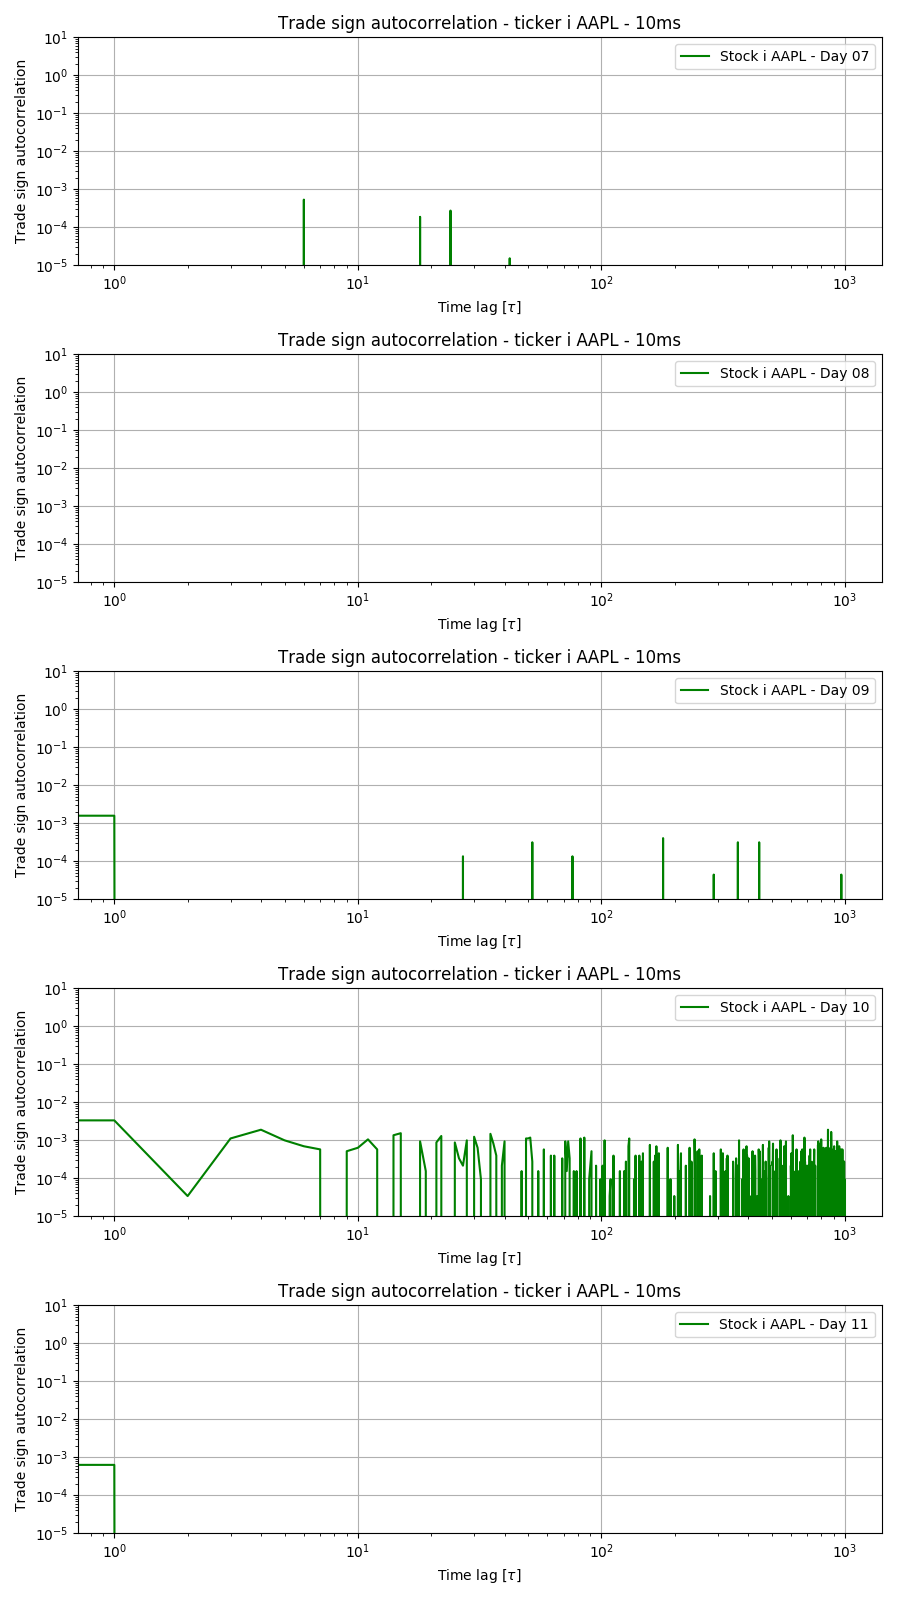 Trade sign autocorrelation - ticker i AAPL - 10ms
Trade sign autocorrelation
10¹
10⁰
10⁻¹
10⁻²
10⁻³
10⁻⁴
10⁻⁵
Stock i AAPL - Day 07
10⁰ 10¹ 10² 10³
Time lag [τ]
Trade sign autocorrelation - ticker i AAPL - 10ms
Trade sign autocorrelation
10¹
10⁰
10⁻¹
10⁻²
10⁻³
10⁻⁴
10⁻⁵
Stock i AAPL - Day 08
10⁰ 10¹ 10² 10³
Time lag [τ]
Trade sign autocorrelation - ticker i AAPL - 10ms
Trade sign autocorrelation
10¹
10⁰
10⁻¹
10⁻²
10⁻³
10⁻⁴
10⁻⁵
Stock i AAPL - Day 09
10⁰ 10¹ 10² 10³
Time lag [τ]
Trade sign autocorrelation - ticker i AAPL - 10ms
Trade sign autocorrelation
10¹
10⁰
10⁻¹
10⁻²
10⁻³
10⁻⁴
10⁻⁵
Stock i AAPL - Day 10
10⁰ 10¹ 10² 10³
Time lag [τ]
Trade sign autocorrelation - ticker i AAPL - 10ms
Trade sign autocorrelation
10¹
10⁰
10⁻¹
10⁻²
10⁻³
10⁻⁴
10⁻⁵
Stock i AAPL - Day 11
10⁰ 10¹ 10² 10³
Time lag [τ]